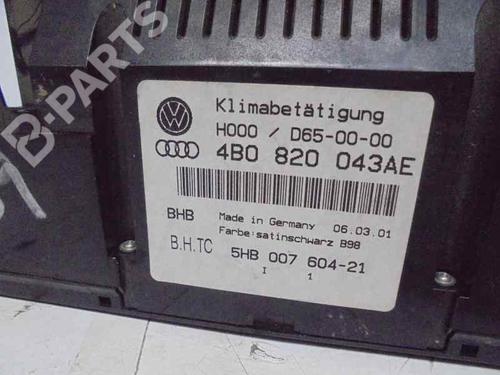 B-PARTS
Klimabetätigung
H000 / D65-00-00
4B0 820 043AE
BHB Made in Germany 06.03.01
Farbe:satinschwarz B98
B.H.TC 5HB 007 604-21
I 1